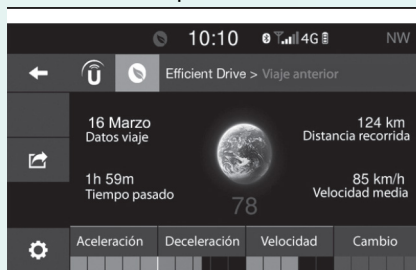 10:10 4G NW
Efficient Drive > Viaje anterior
16 Marzo
Datos viaje
124 km
Distancia recorrida
1h 59m
Tiempo pasado
85 km/h
Velocidad media
78
Aceleración Deceleración Velocidad Cambio